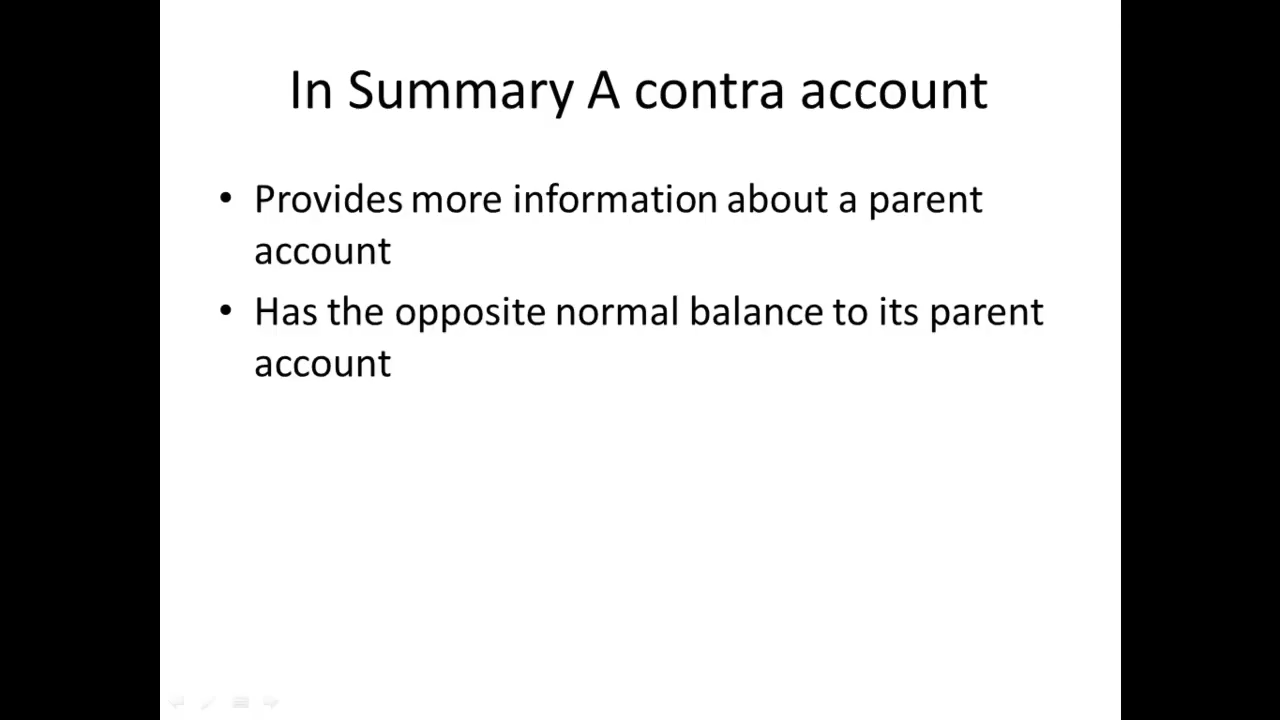 In Summary A contra account
• Provides more information about a parent
account
• Has the opposite normal balance to its parent
account